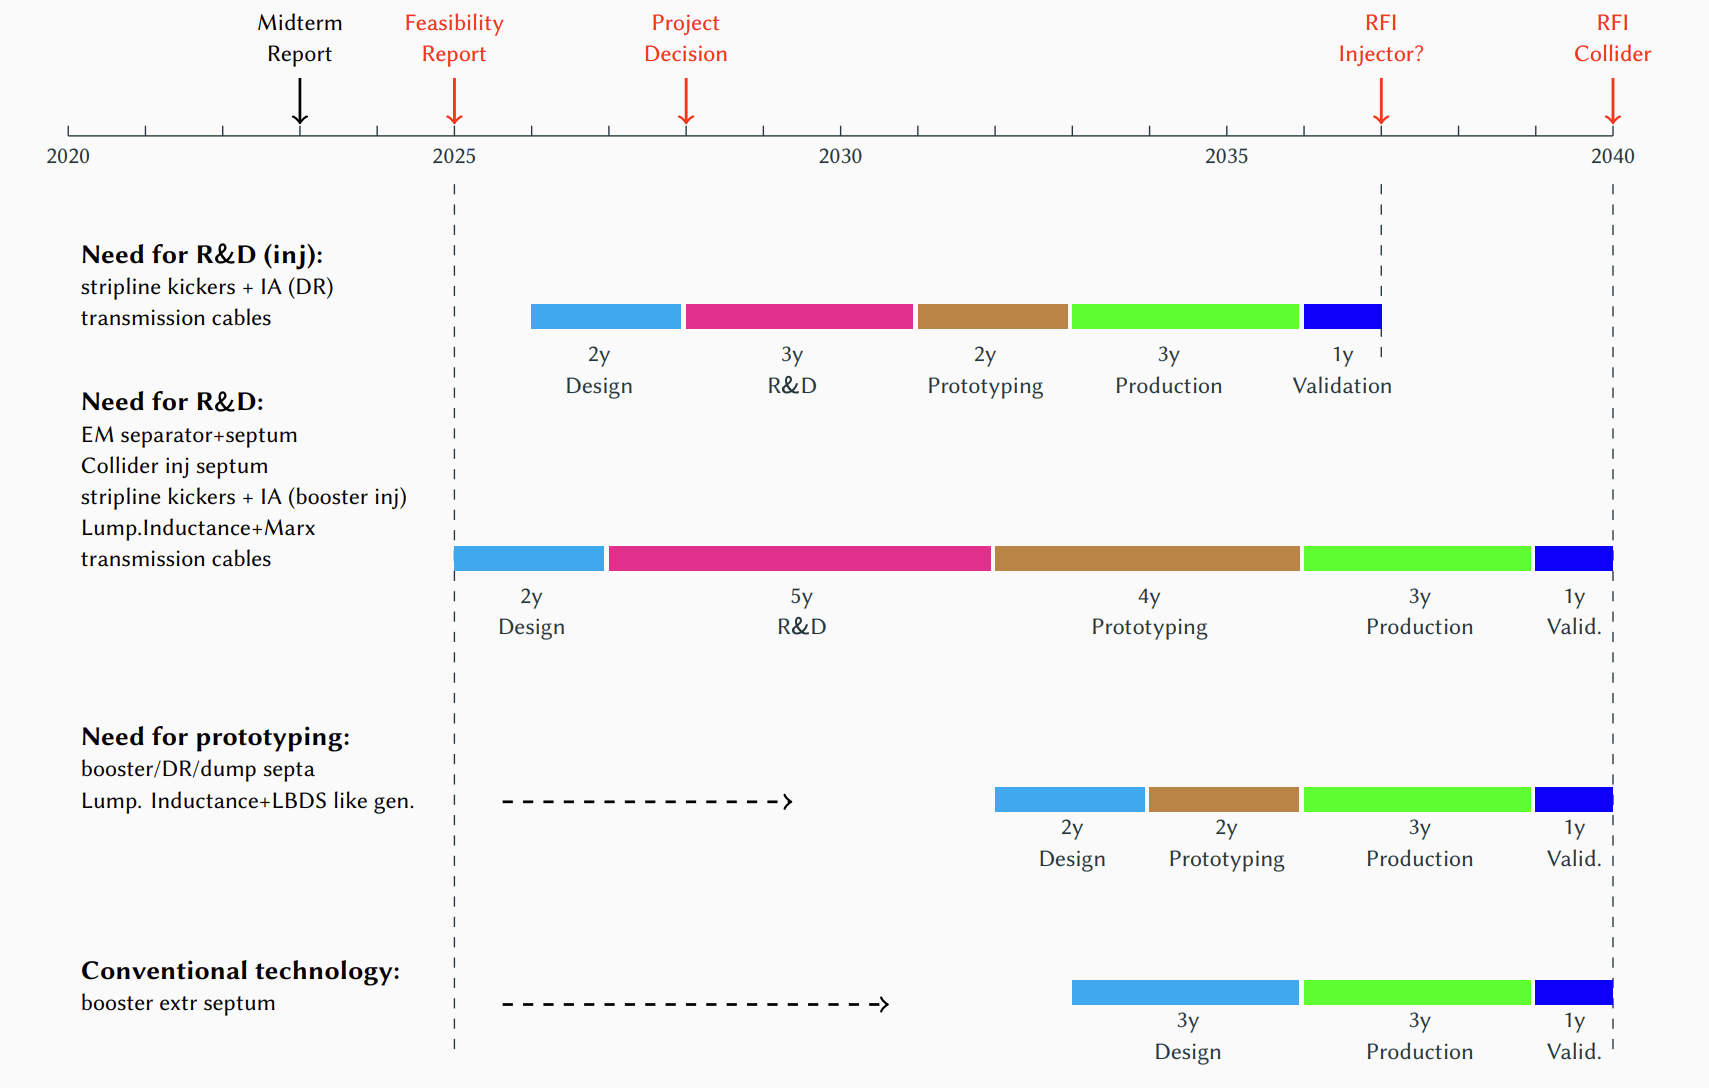 Midterm
Report
Feasibility
Report
Project
Decision
RFI
Injector?
RFI
Collider
2020
2025
2030
2035
2040
Need for R&D (inj):
stripline kickers + IA (DR)
transmission cables
2y
Design
3y
R&D
2y
Prototyping
3y
Production
1y
Validation
Need for R&D:
EM separator+septum
Collider inj septum
stripline kickers + IA (booster inj)
Lump.Inductance+Marx
transmission cables
2y
Design
5y
R&D
4y
Prototyping
3y
Production
1y
Valid.
Need for prototyping:
booster/DR/dump septa
Lump. Inductance+LBDS like gen.
2y
Design
2y
Prototyping
3y
Production
1y
Valid.
Conventional technology:
booster extr septum
3y
Design
3y
Production
1y
Valid.